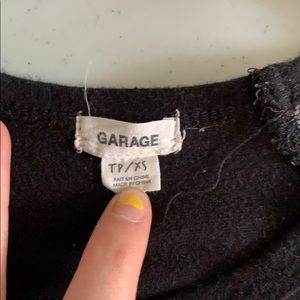 GARAGE
TP/XS
FAIT EN CHINE
MADE IN CHINA